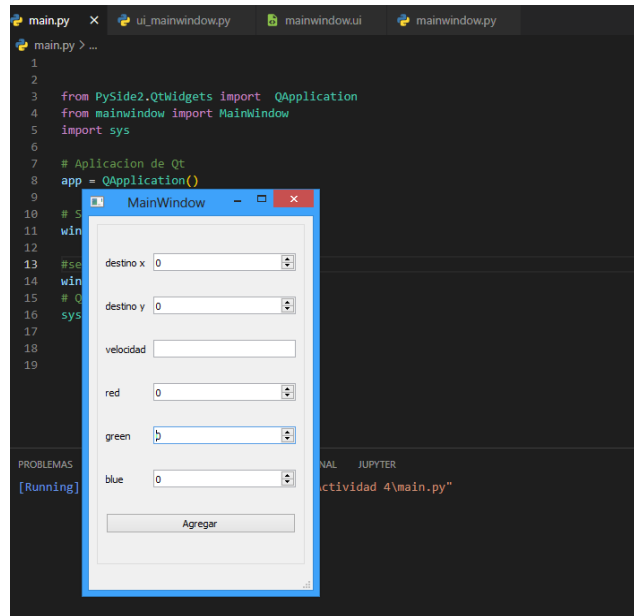 main.py ui_mainwindow.py mainwindow.ui mainwindow.py
main.py > ...
1
2
3 from PySide2.QtWidgets import QApplication
4 from mainwindow import MainWindow
5 import sys
6
7 # Aplicacion de Qt
8 app = QApplication()
9
10 # S
11 win
12
13 #se
14 win
15 # Q
16 sys
17
18
19
MainWindow
destino x 0
destino y 0
velocidad
red 0
green 0
blue 0
Agregar
PROBLEMAS NAL JUPYTER
[Running] ctividad 4\main.py"